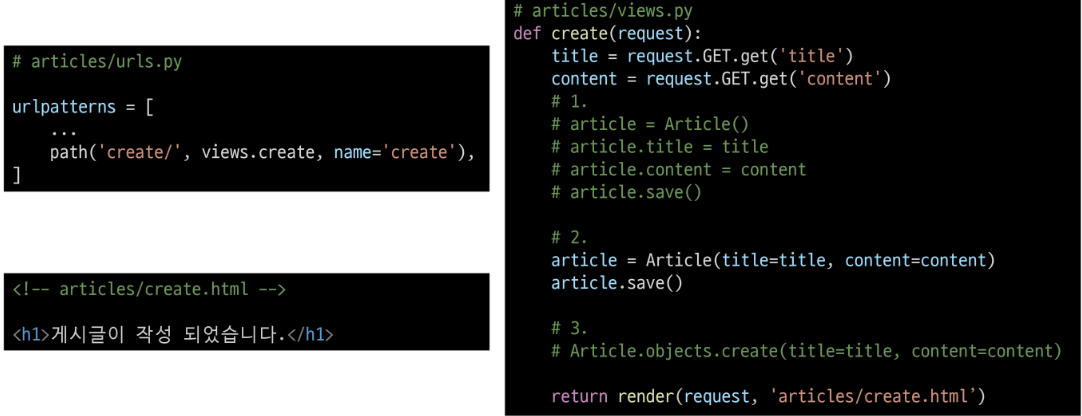 # articles/urls.py
urlpatterns = [
    ...
    path('create/', views.create, name='create'),
]
<!-- articles/create.html -->
<h1>게시글이 작성 되었습니다.</h1>
# articles/views.py
def create(request):
    title = request.GET.get('title')
    content = request.GET.get('content')
    # 1.
    # article = Article()
    # article.title = title
    # article.content = content
    # article.save()
    # 2.
    article = Article(title=title, content=content)
    article.save()
    # 3.
    # Article.objects.create(title=title, content=content)
    return render(request, 'articles/create.html’)